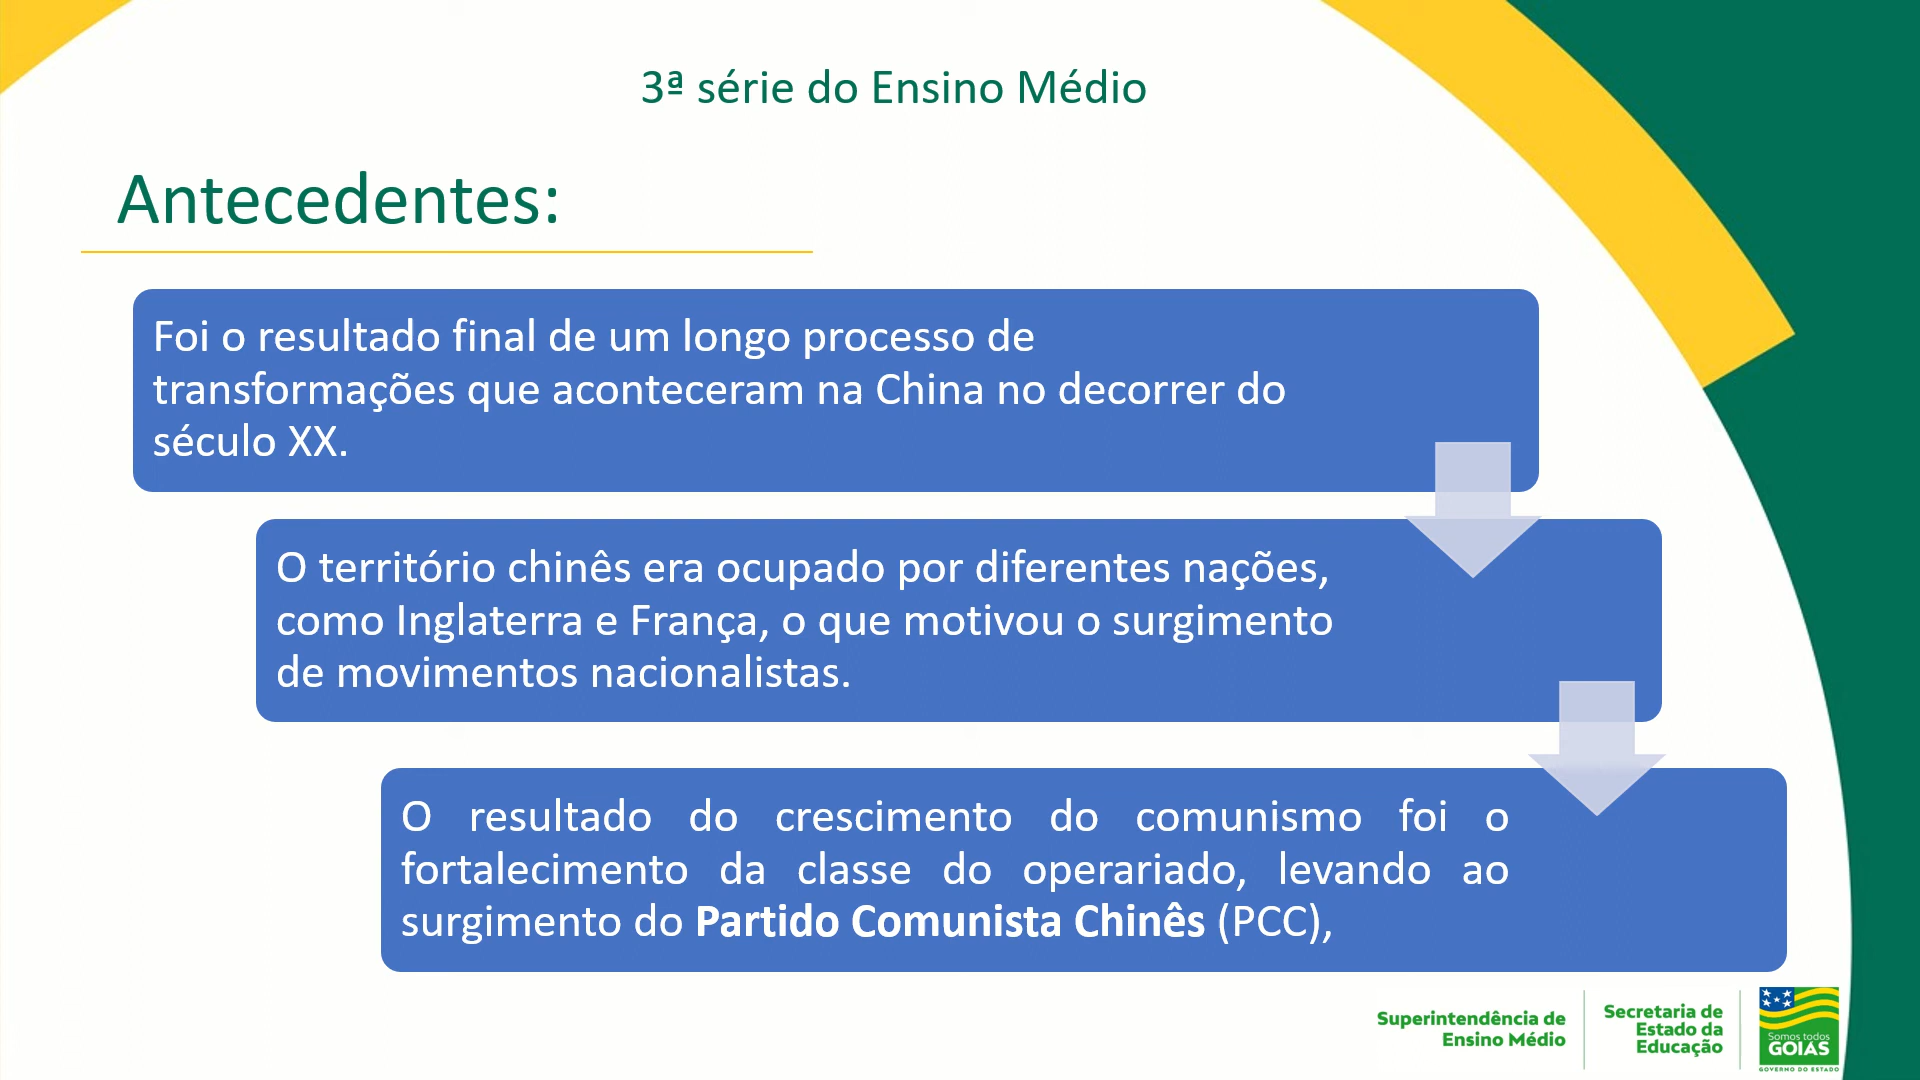 3ª série do Ensino Médio
Antecedentes:
Foi o resultado final de um longo processo de
transformações que aconteceram na China no decorrer do
século XX.
O território chinês era ocupado por diferentes nações,
como Inglaterra e França, o que motivou o surgimento
de movimentos nacionalistas.
O resultado do crescimento do comunismo foi o
fortalecimento da classe do operariado, levando ao
surgimento do Partido Comunista Chinês (PCC),
Superintendência de
Ensino Médio
Secretaria de
Estado da
Educação
Somos todos
GOIÁS
GOVERNO DO ESTADO